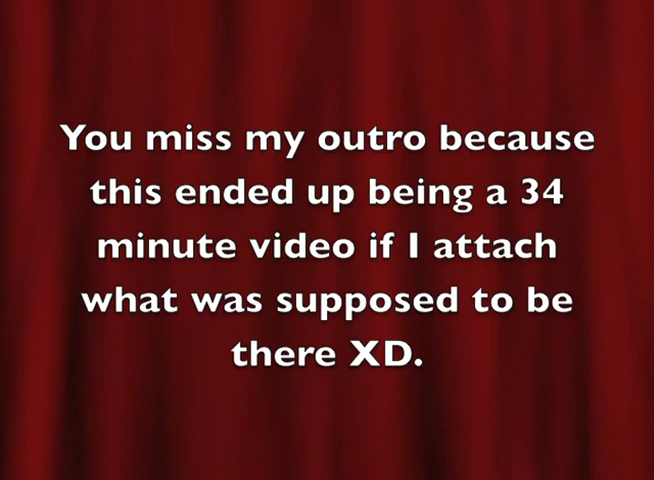 You miss my outro because
this ended up being a 34
minute video if I attach
what was supposed to be
there XD.